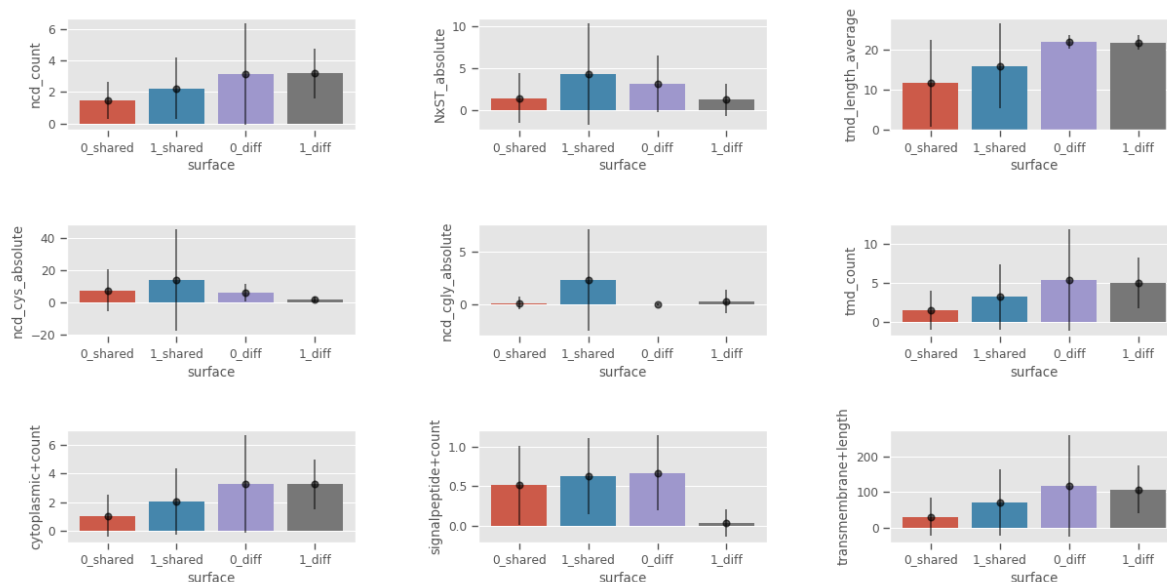 ncd_count
6
4
2
0
0_shared 1_shared 0_diff 1_diff
surface
NxST_absolute
10
5
0
0_shared 1_shared 0_diff 1_diff
surface
tmd_length_average
20
10
0
0_shared 1_shared 0_diff 1_diff
surface
ncd_cys_absolute
40
20
0
−20
0_shared 1_shared 0_diff 1_diff
surface
ncd_cgly_absolute
5
0
0_shared 1_shared 0_diff 1_diff
surface
tmd_count
10
5
0
0_shared 1_shared 0_diff 1_diff
surface
cytoplasmic+count
6
4
2
0
0_shared 1_shared 0_diff 1_diff
surface
signalpeptide+count
1.0
0.5
0.0
0_shared 1_shared 0_diff 1_diff
surface
transmembrane+length
200
100
0
0_shared 1_shared 0_diff 1_diff
surface